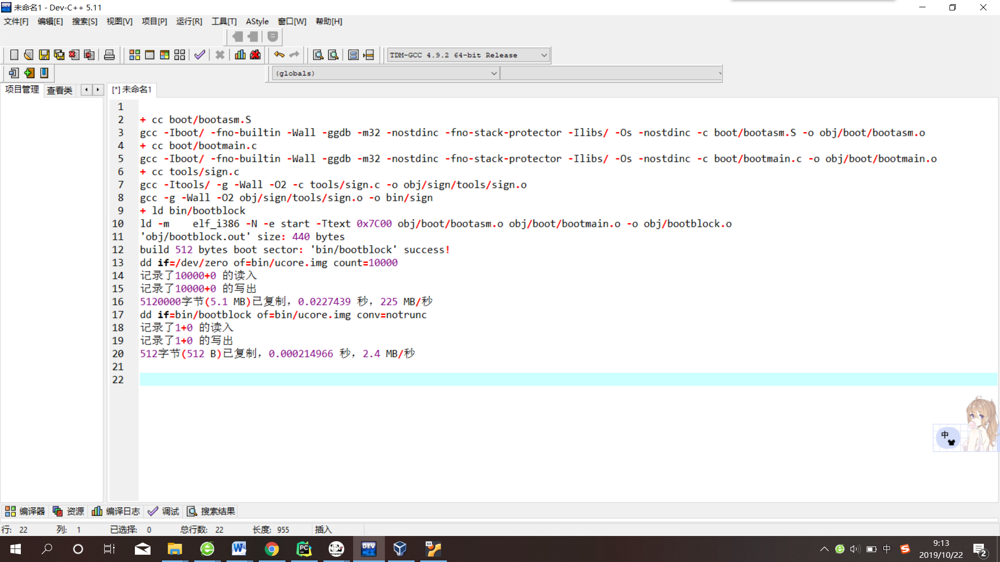 未命名1 - Dev-C++ 5.11
文件[F] 编辑[E] 搜索[S] 视图[V] 项目[P] 运行[R] 工具[T] AStyle 窗口[W] 帮助[H]
TDM-GCC 4.9.2 64-bit Release
(globals)
项目管理 查看类 [*] 未命名1
1
2 + cc boot/bootasm.S
3 gcc -Iboot/ -fno-builtin -Wall -ggdb -m32 -nostdinc -fno-stack-protector -Ilibs/ -Os -nostdinc -c boot/bootasm.S -o obj/boot/bootasm.o
4 + cc boot/bootmain.c
5 gcc -Iboot/ -fno-builtin -Wall -ggdb -m32 -nostdinc -fno-stack-protector -Ilibs/ -Os -nostdinc -c boot/bootmain.c -o obj/boot/bootmain.o
6 + cc tools/sign.c
7 gcc -Itools/ -g -Wall -O2 -c tools/sign.c -o obj/sign/tools/sign.o
8 gcc -g -Wall -O2 obj/sign/tools/sign.o -o bin/sign
9 + ld bin/bootblock
10 ld -m    elf_i386 -N -e start -Ttext 0x7C00 obj/boot/bootasm.o obj/boot/bootmain.o -o obj/bootblock.o
11 'obj/bootblock.out' size: 440 bytes
12 build 512 bytes boot sector: 'bin/bootblock' success!
13 dd if=/dev/zero of=bin/ucore.img count=10000
14 记录了10000+0 的读入
15 记录了10000+0 的写出
16 5120000字节(5.1 MB)已复制，0.0227439 秒，225 MB/秒
17 dd if=bin/bootblock of=bin/ucore.img conv=notrunc
18 记录了1+0 的读入
19 记录了1+0 的写出
20 512字节(512 B)已复制，0.000214966 秒，2.4 MB/秒
21
22
中
编译器 资源 编译日志 调试 搜索结果
行: 22 列: 1 已选择: 0 总行数: 22 长度: 955 插入
中 9:13
2019/10/22 2